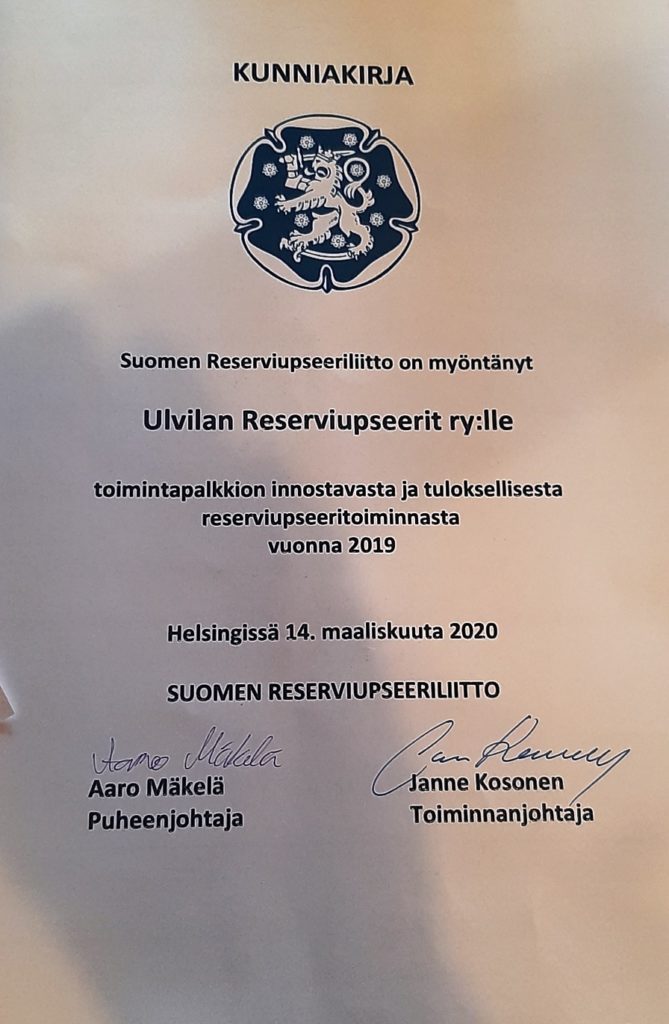 KUNNIAKIRJA
Suomen Reserviupseeriliitto on myöntänyt
Ulvilan Reserviupseerit ry:lle
toimintapalkkion innostavasta ja tuloksellisesta
reserviupseeritoiminnasta
vuonna 2019
Helsingissä 14. maaliskuuta 2020
SUOMEN RESERVIUPSEERILIITTO
Aaro Mäkelä
Janne Kosonen
Puheenjohtaja
Toiminnanjohtaja